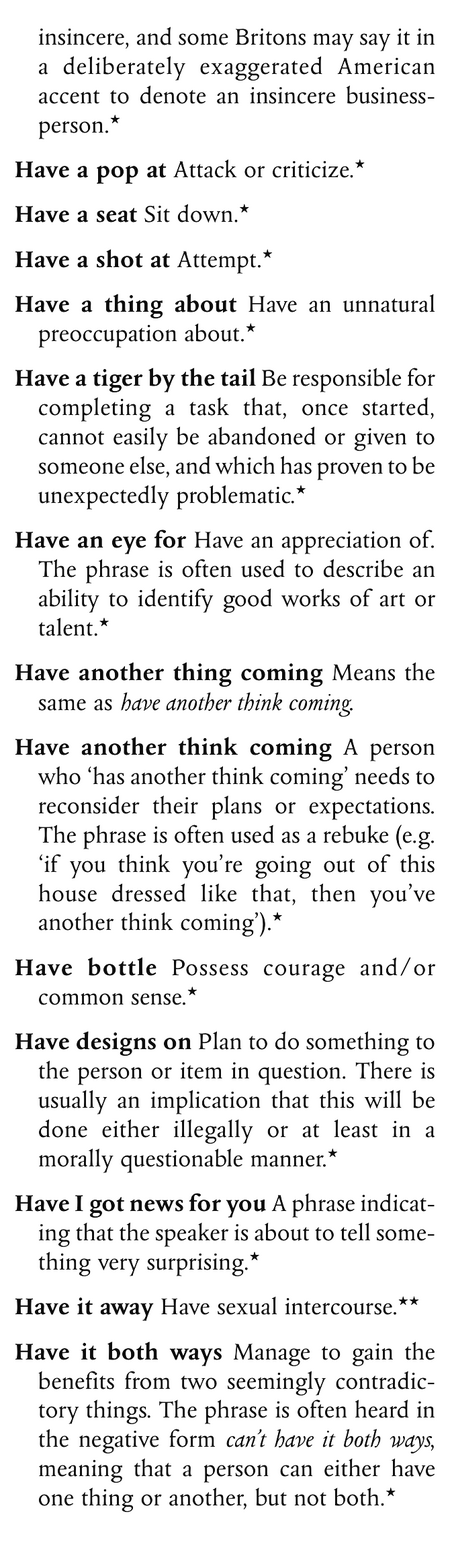 insincere, and some Britons may say it in
a deliberately exaggerated American
accent to denote an insincere business-
person.★
Have a pop at Attack or criticize.★
Have a seat Sit down.★
Have a shot at Attempt.★
Have a thing about Have an unnatural
preoccupation about.★
Have a tiger by the tail Be responsible for
completing a task that, once started,
cannot easily be abandoned or given to
someone else, and which has proven to be
unexpectedly problematic.★
Have an eye for Have an appreciation of.
The phrase is often used to describe an
ability to identify good works of art or
talent.★
Have another thing coming Means the
same as have another think coming.
Have another think coming A person
who ‘has another think coming’ needs to
reconsider their plans or expectations.
The phrase is often used as a rebuke (e.g.
‘if you think you’re going out of this
house dressed like that, then you’ve
another think coming’).★
Have bottle Possess courage and/or
common sense.★
Have designs on Plan to do something to
the person or item in question. There is
usually an implication that this will be
done either illegally or at least in a
morally questionable manner.★
Have I got news for you A phrase indicat-
ing that the speaker is about to tell some-
thing very surprising.★
Have it away Have sexual intercourse.★★
Have it both ways Manage to gain the
benefits from two seemingly contradic-
tory things. The phrase is often heard in
the negative form can’t have it both ways,
meaning that a person can either have
one thing or another, but not both.★